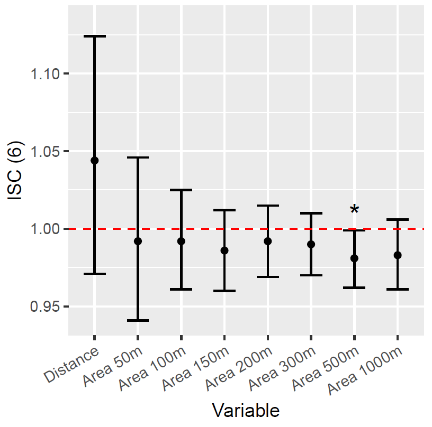 ISC (6)
1.10
1.05
1.00
0.95
*
Distance
Area 50m
Area 100m
Area 150m
Area 200m
Area 300m
Area 500m
Area 1000m
Variable